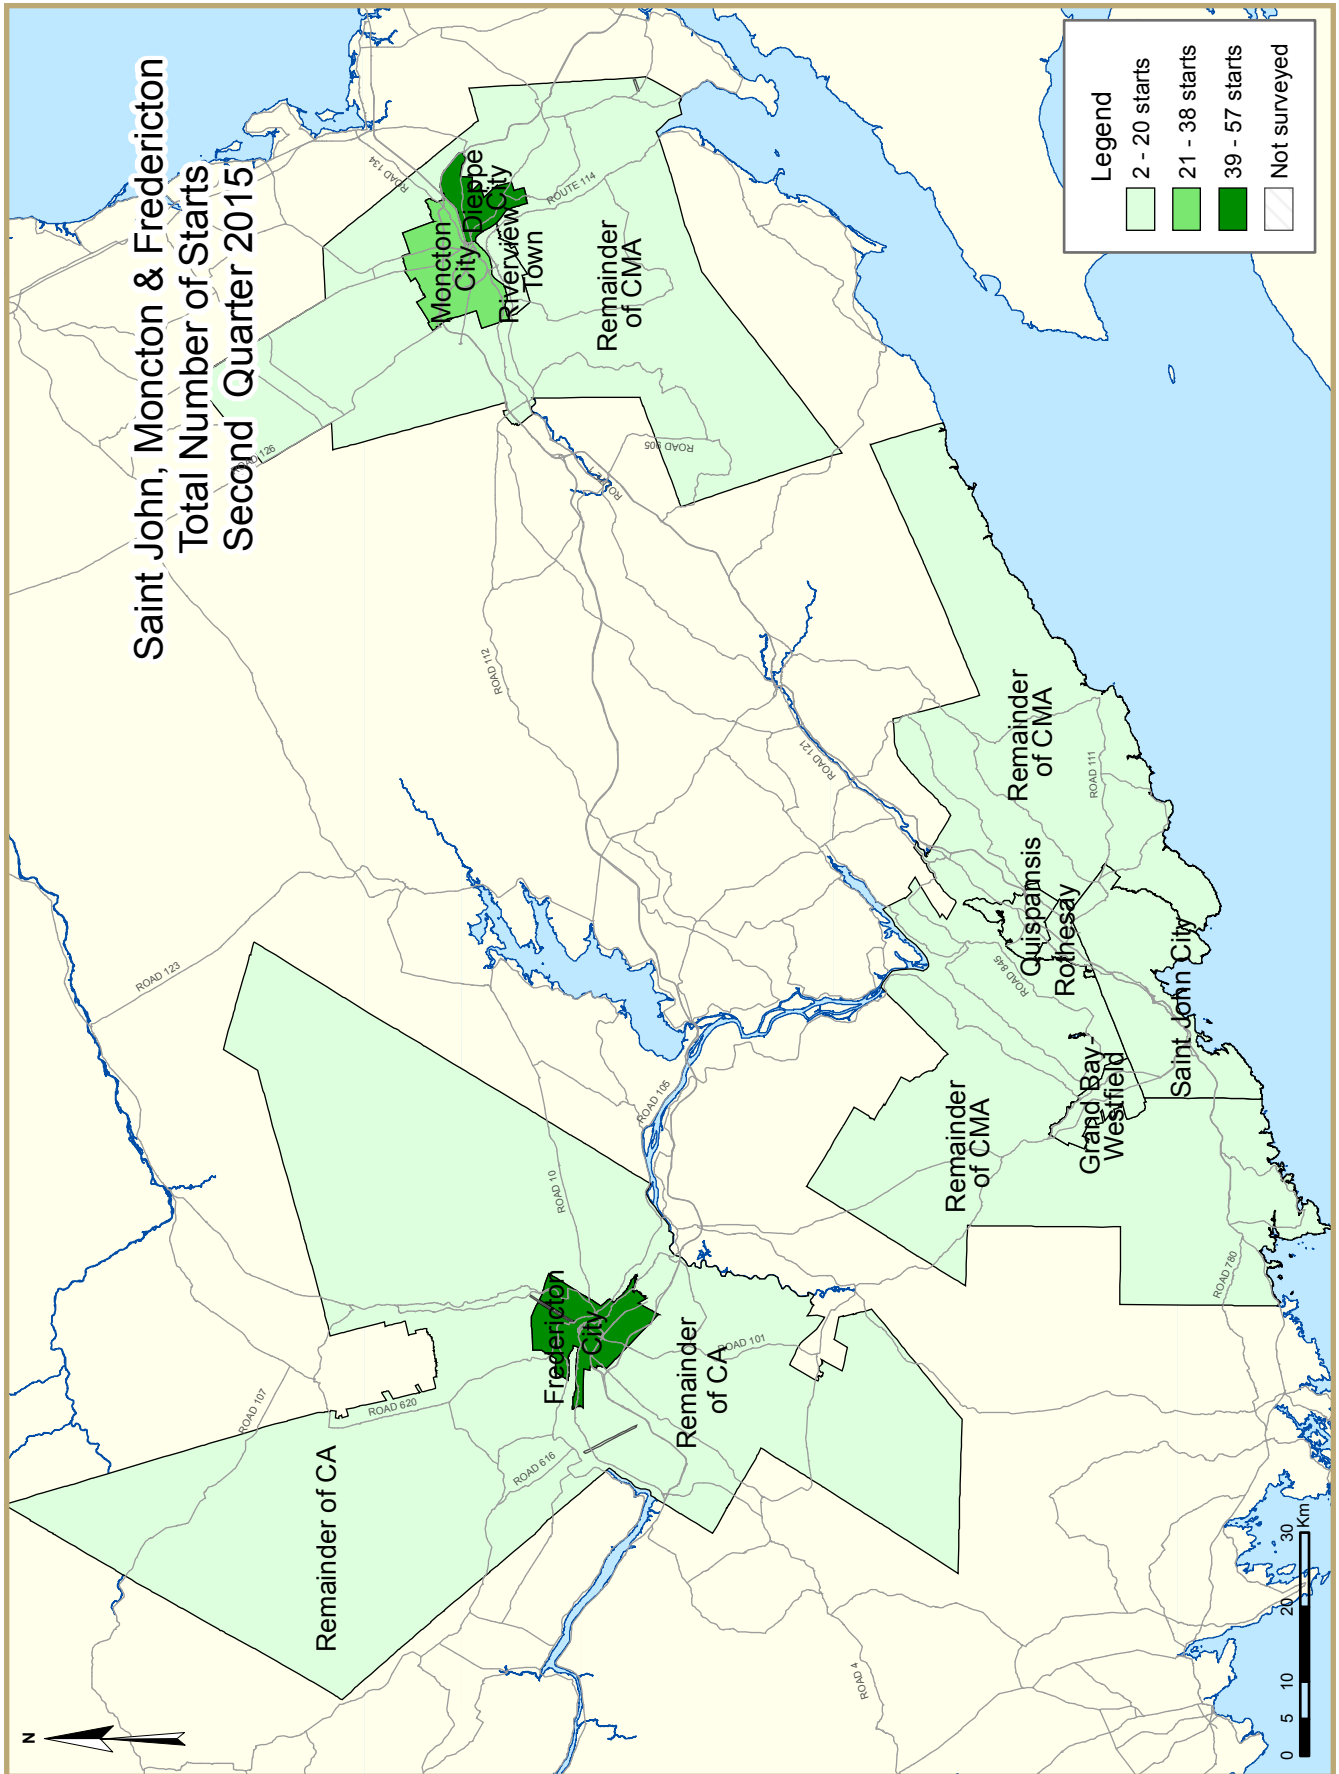 Saint John, Moncton & Fredericton
Total Number of Starts
Second Quarter 2015
N
Legend
2 - 20 starts
21 - 38 starts
39 - 57 starts
Not surveyed
ROAD 134
ROAD 126
Moncton
City
Dieppe
City
Riverview
Town
ROUTE 114
Remainder
of CMA
ROAD 905
ROUTE 1
ROAD 112
ROAD 123
ROAD 107
ROAD 620
Remainder of CA
ROAD 616
Fredericton
City
ROAD 10
ROAD 105
Remainder
of CA
ROAD 101
ROAD 121
Remainder
of CMA
ROAD 111
Quispamsis
Rothesay
ROAD 845
Saint John City
Grand Bay-
Westfield
Remainder
of CMA
ROAD 780
ROAD 4
0 5 10 20 30
Km